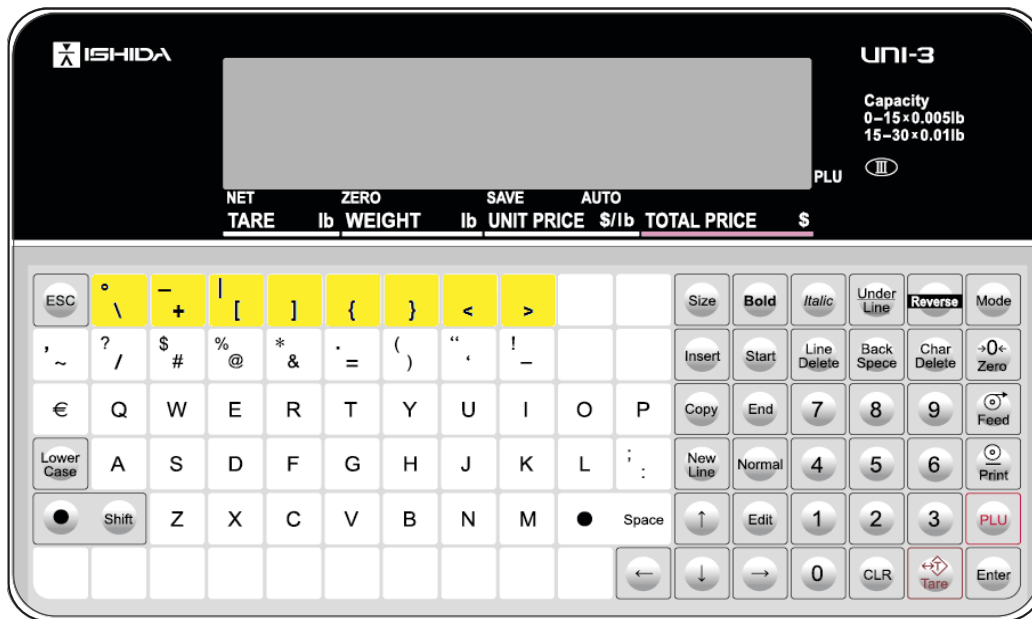 ISHIDA
UNI-3
Capacity
0–15×0.005lb
15–30×0.01lb
III
PLU
NET ZERO SAVE AUTO
TARE lb WEIGHT lb UNIT PRICE $/lb TOTAL PRICE $
ESC ° \ – + | [ ] { } < > Size Bold Italic Under Line Reverse Mode
, ~ ? / $ # % @ * & . = ( ) “ ‘ ! – Insert Start Line Delete Back Spece Char Delete →0← Zero
€ Q W E R T Y U I O P Copy End 7 8 9 Feed
Lower Case A S D F G H J K L ; : New Line Normal 4 5 6 Print
● Shift Z X C V B N M ● Space ↑ Edit 1 2 3 PLU
← ↓ → 0 CLR ↔T Tare Enter